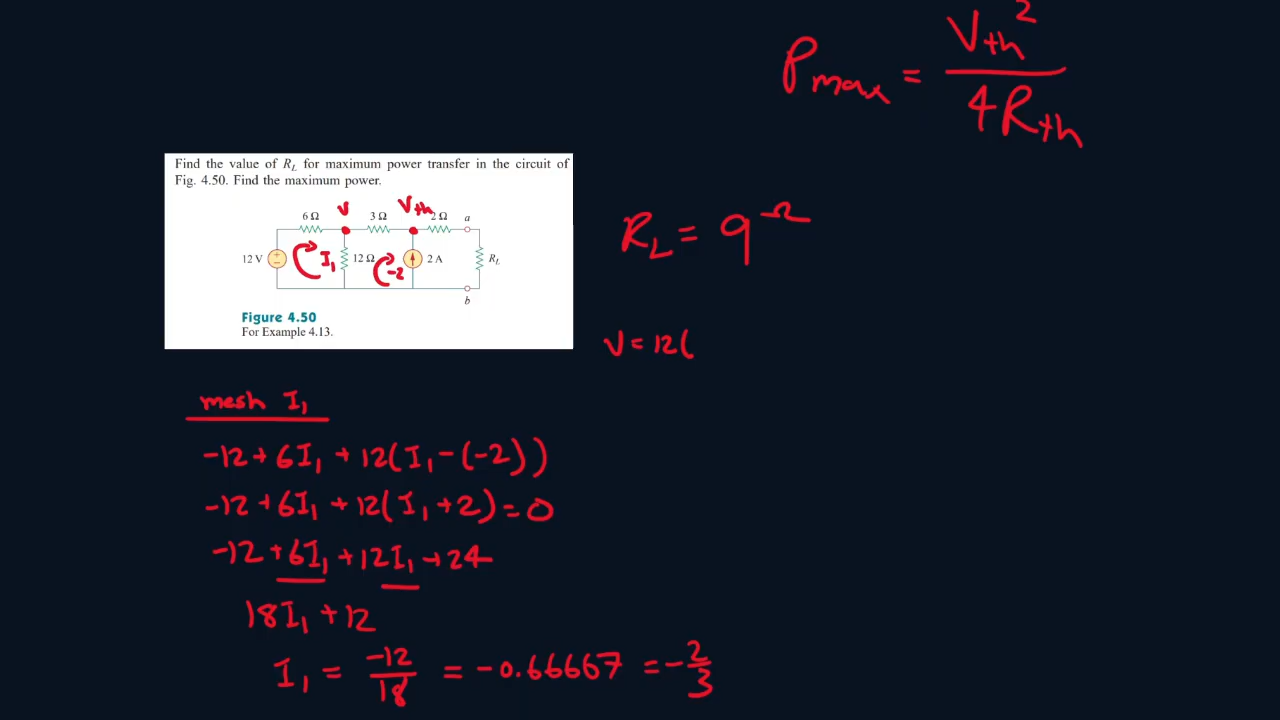 Pmax = Vth² / 4Rth
Find the value of R_L for maximum power transfer in the circuit of
Fig. 4.50. Find the maximum power.
V Vth
6 Ω 3 Ω 2 Ω a
12 V I₁ 12 Ω -2 2 A R_L
b
Figure 4.50
For Example 4.13.
R_L = 9 Ω
V = 12(
mesh I₁
-12 + 6I₁ + 12(I₁ - (-2))
-12 + 6I₁ + 12(I₁ + 2) = 0
-12 + 6I₁ + 12I₁ + 24
18I₁ + 12
I₁ = -12/18 = -0.66667 = -2/3